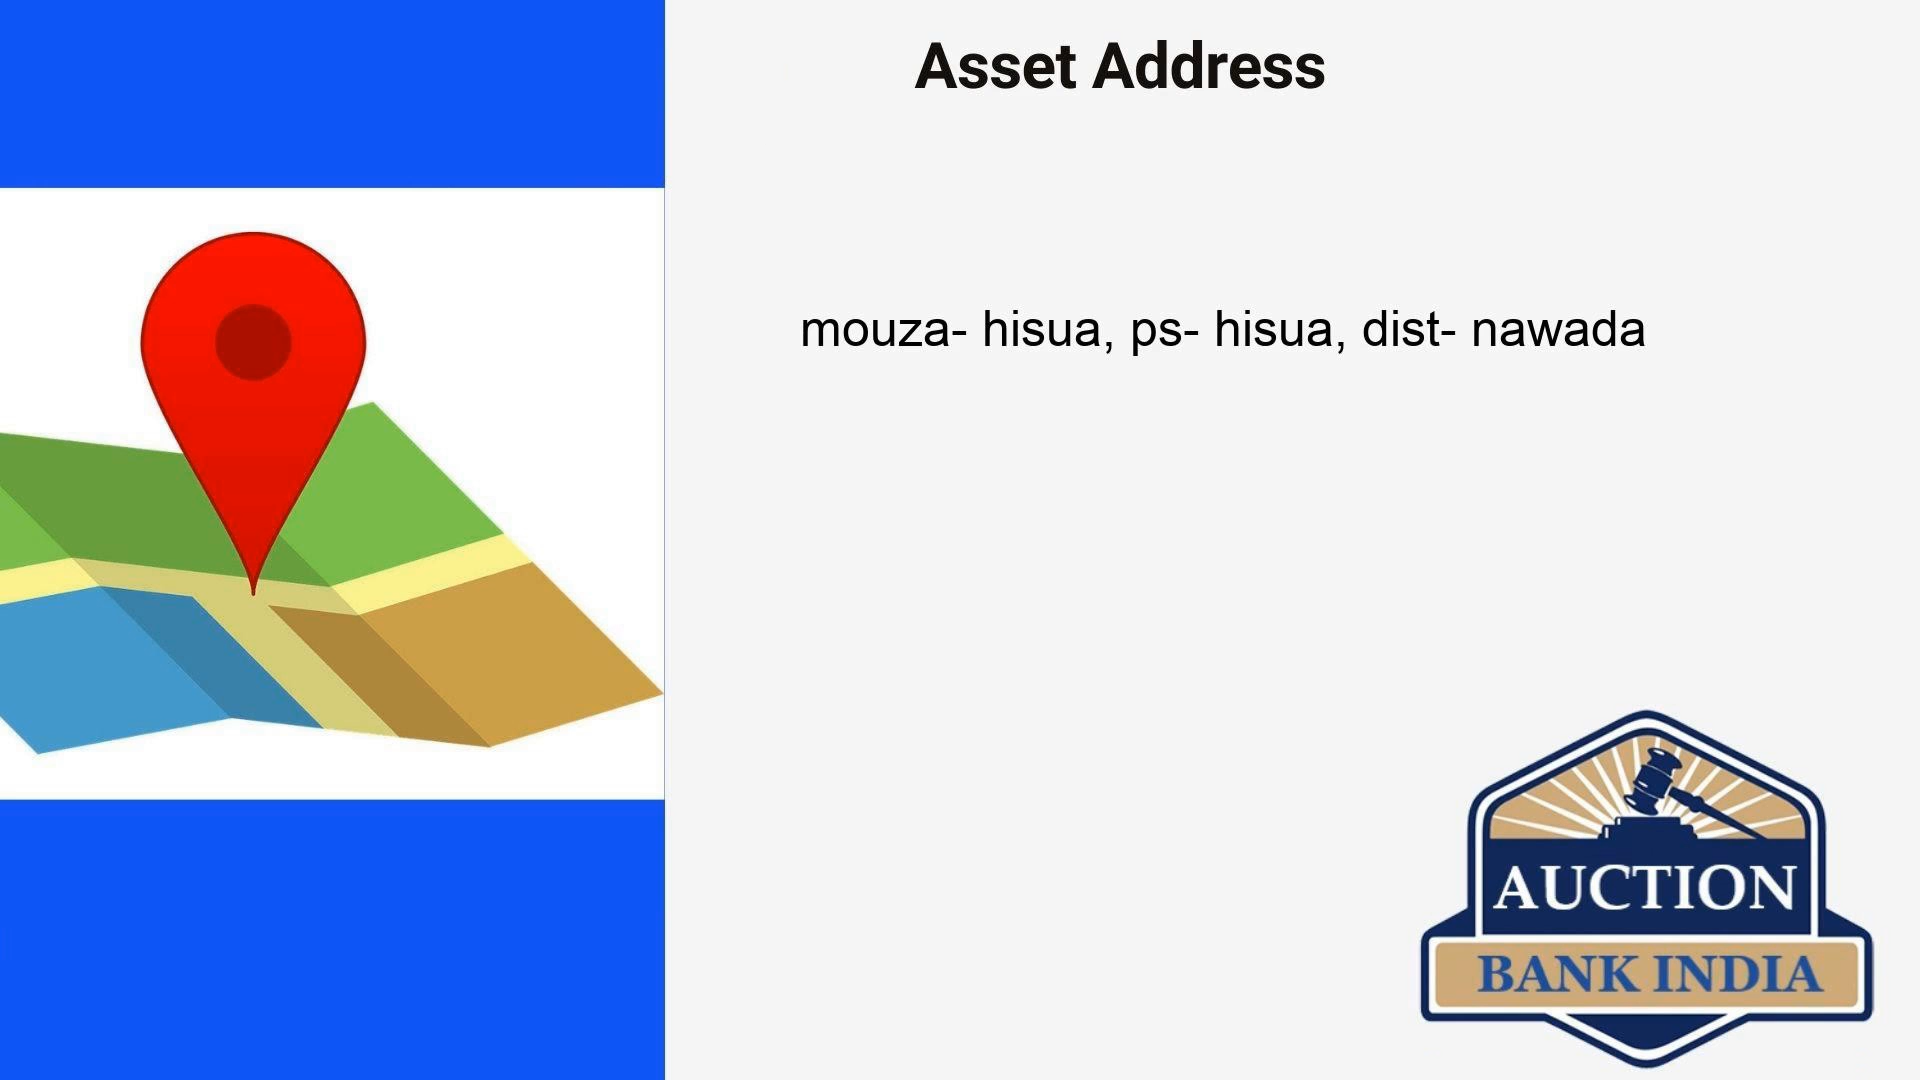 Asset Address
mouza- hisua, ps- hisua, dist- nawada
AUCTION
BANK INDIA